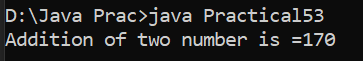 D:\Java Prac>java Practical53
Addition of two number is =170